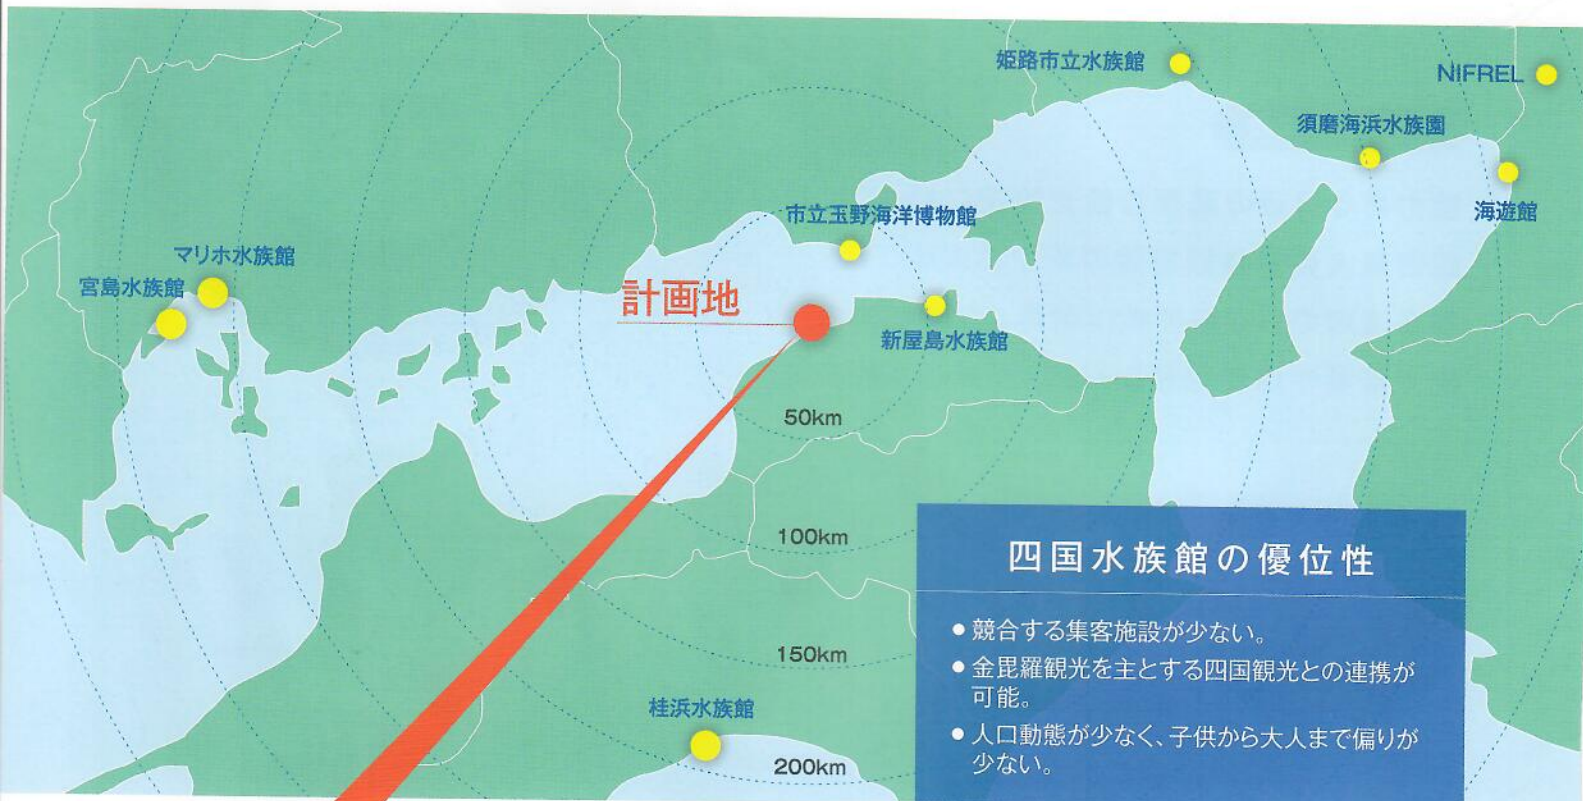 姫路市立水族館
NIFREL
須磨海浜水族園
海遊館
市立玉野海洋博物館
マリホ水族館
宮島水族館
計画地
新屋島水族館
50km
100km
150km
桂浜水族館
200km
四国水族館の優位性
●競合する集客施設が少ない。
●金毘羅観光を主とする四国観光との連携が
可能。
●人口動態が少なく、子供から大人まで偏りが
少ない。